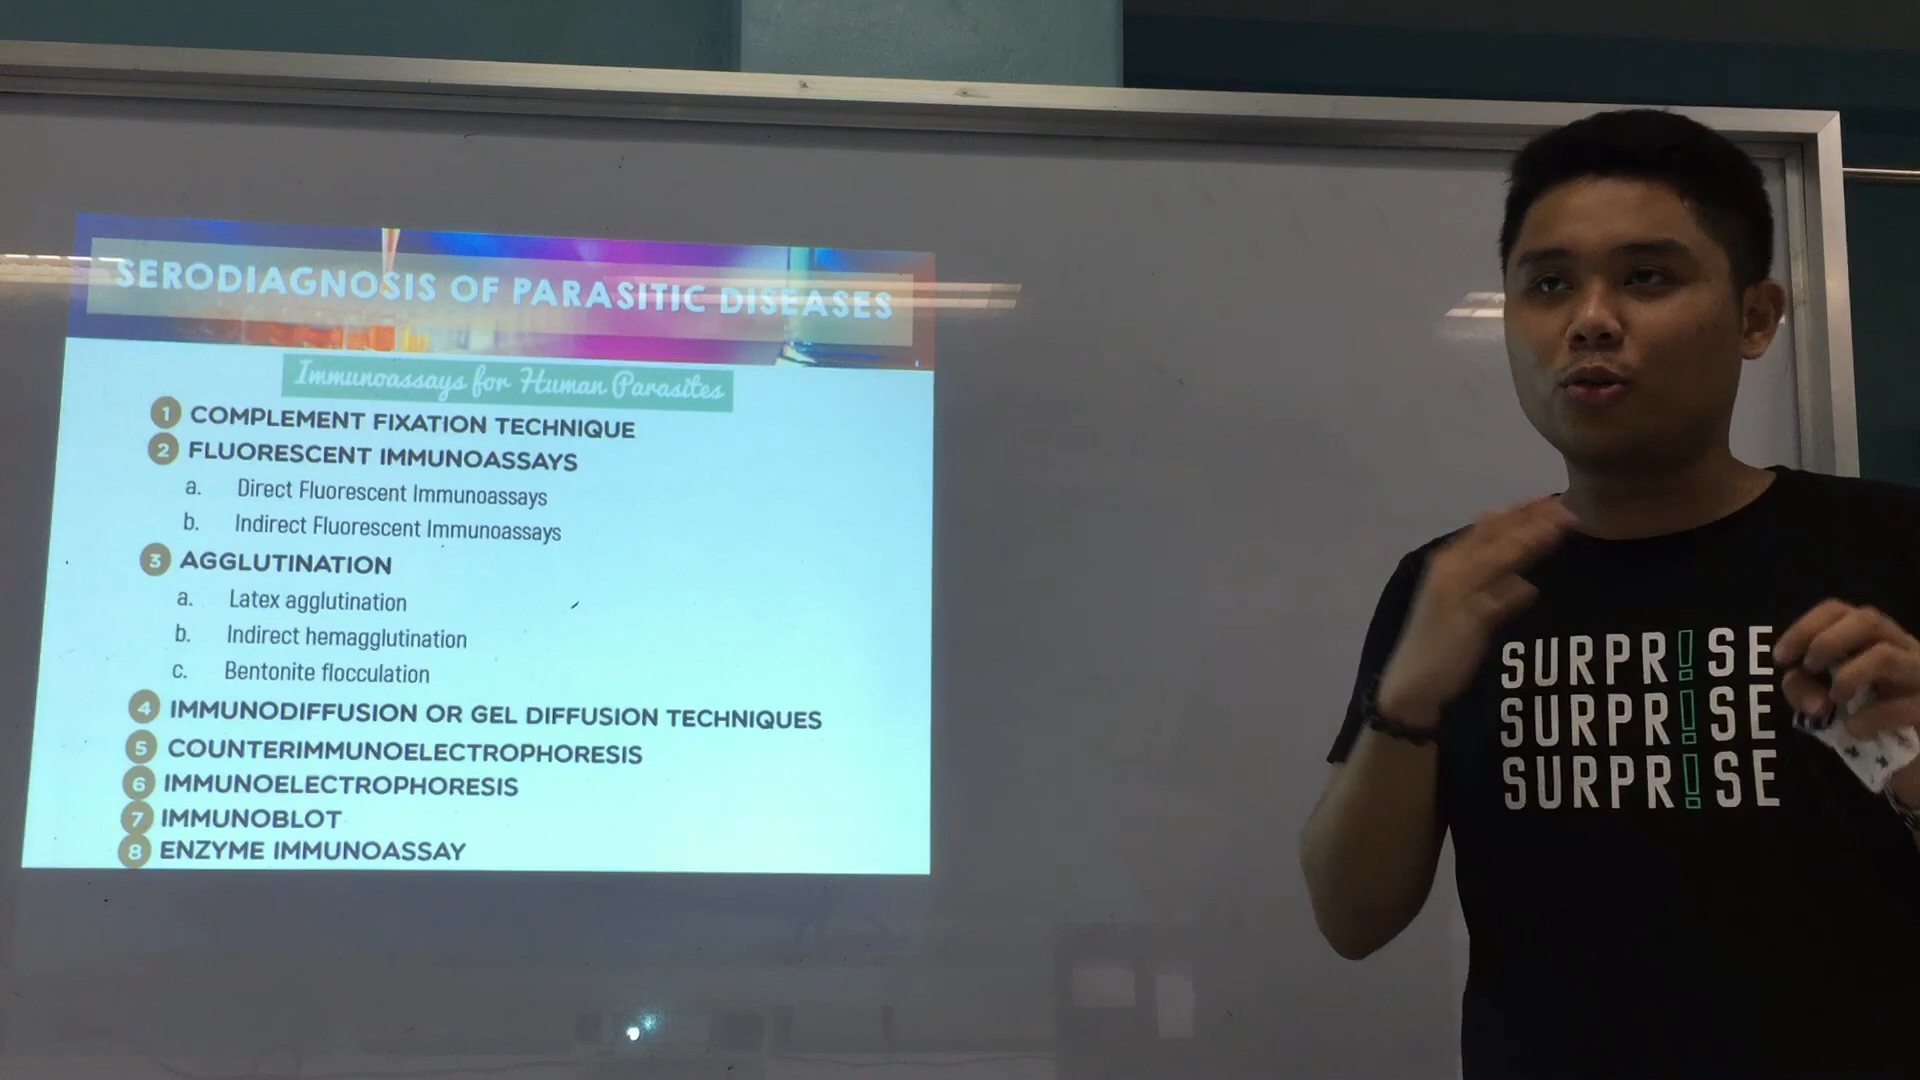 SERODIAGNOSIS OF PARASITIC DISEASES
Immunoassays for Human Parasites
1 COMPLEMENT FIXATION TECHNIQUE
2 FLUORESCENT IMMUNOASSAYS
a. Direct Fluorescent Immunoassays
b. Indirect Fluorescent Immunoassays
3 AGGLUTINATION
a. Latex agglutination
b. Indirect hemagglutination
c. Bentonite flocculation
4 IMMUNODIFFUSION OR GEL DIFFUSION TECHNIQUES
5 COUNTERIMMUNOELECTROPHORESIS
6 IMMUNOELECTROPHORESIS
7 IMMUNOBLOT
8 ENZYME IMMUNOASSAY
SURPR!SE
SURPR!SE
SURPR!SE